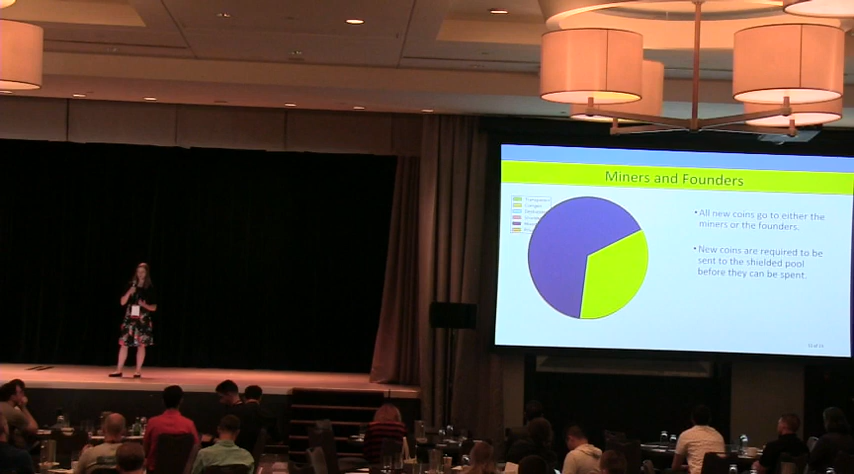 Miners and Founders
• All new coins go to either the
miners or the founders.
• New coins are required to be
sent to the shielded pool
before they can be spent.